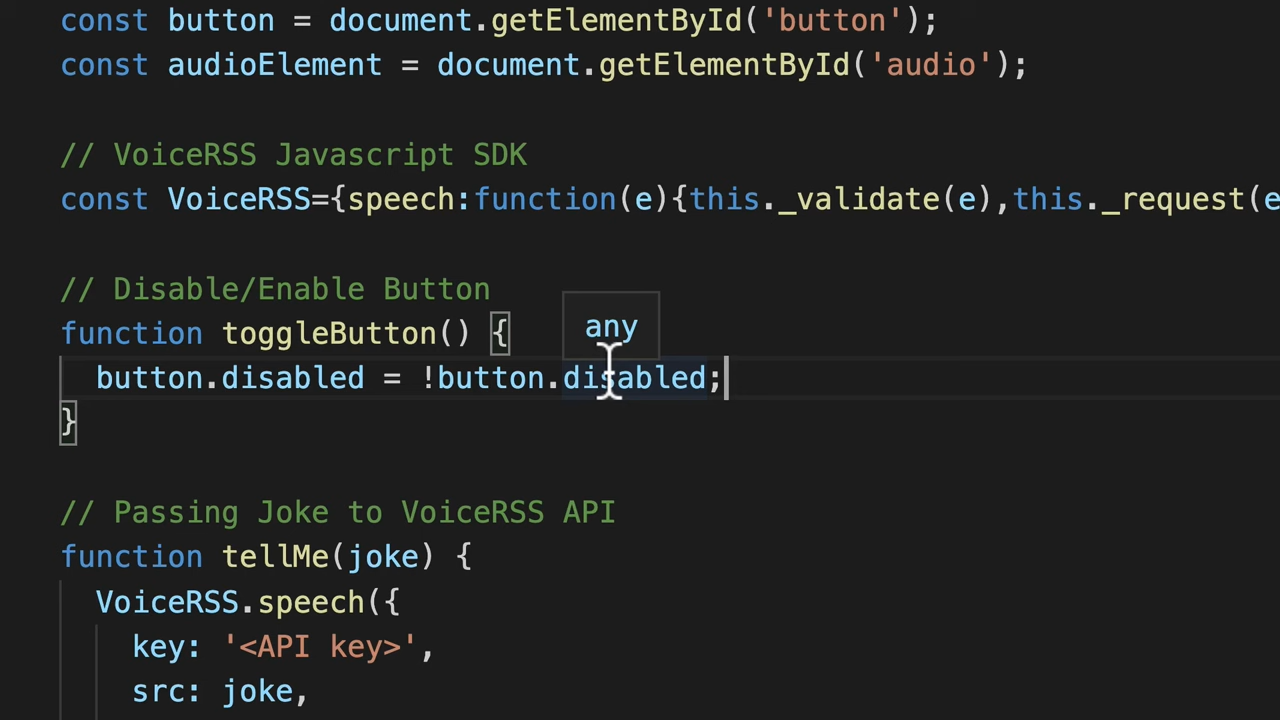 const button = document.getElementById('button');
const audioElement = document.getElementById('audio');
// VoiceRSS Javascript SDK
const VoiceRSS={speech:function(e){this._validate(e),this._request(e
// Disable/Enable Button
function toggleButton() {
any
button.disabled = !button.disabled;
}
// Passing Joke to VoiceRSS API
function tellMe(joke) {
VoiceRSS.speech({
key: '<API key>',
src: joke,